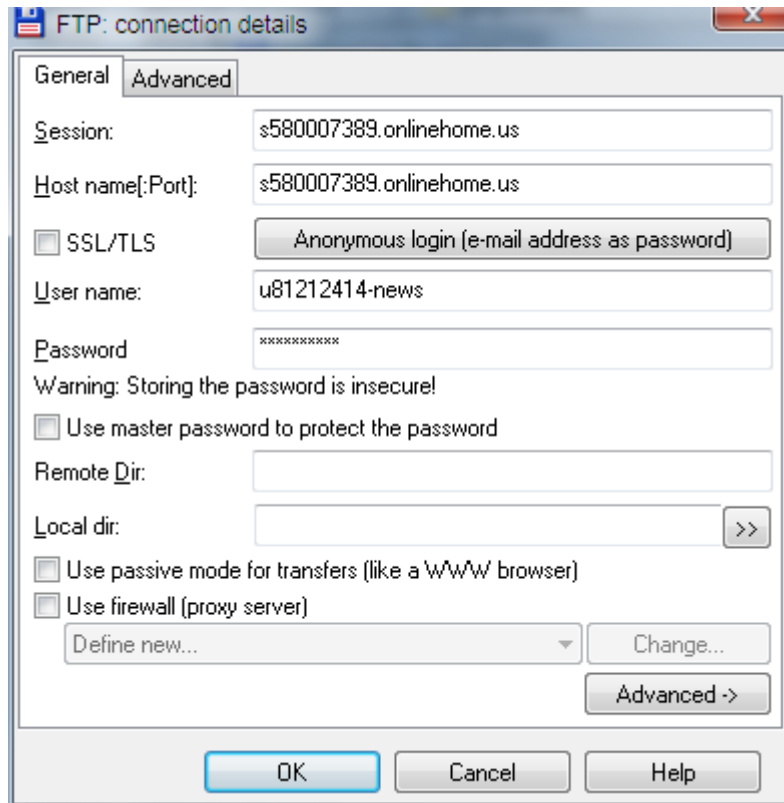 FTP: connection details
General Advanced
Session: s580007389.onlinehome.us
Host name[:Port]: s580007389.onlinehome.us
SSL/TLS Anonymous login (e-mail address as password)
User name: u81212414-news
Password **********
Warning: Storing the password is insecure!
Use master password to protect the password
Remote Dir:
Local dir: >>
Use passive mode for transfers (like a WWW browser)
Use firewall (proxy server)
Define new... Change...
Advanced ->
OK Cancel Help